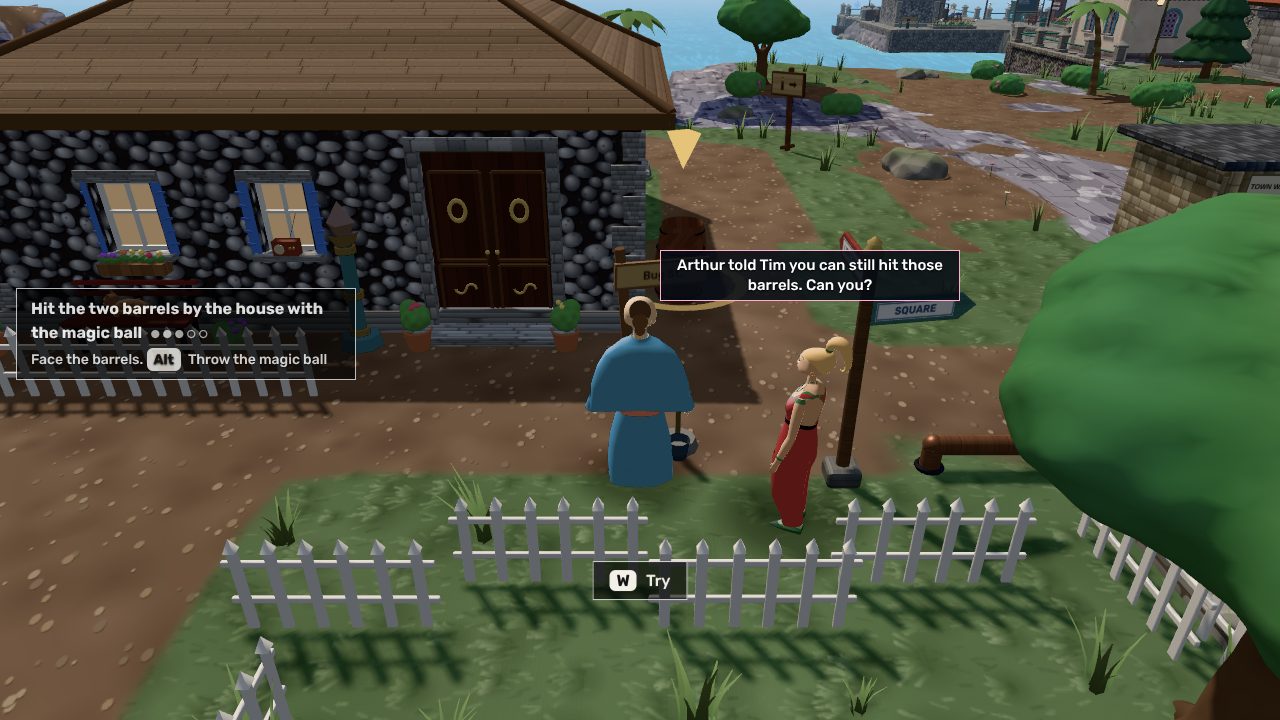 TOWN
Arthur told Tim you can still hit those
barrels. Can you?
SQUARE
Hit the two barrels by the house with
the magic ball
Face the barrels. Alt Throw the magic ball
W Try